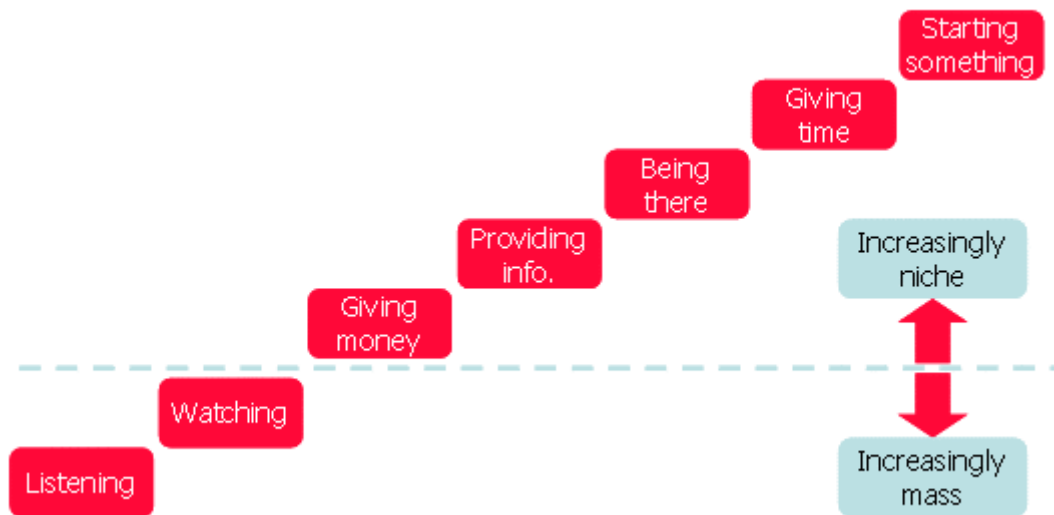 Starting
something
Giving
time
Being
there
Providing
info.
Increasingly
niche
Giving
money
Watching
Listening
Increasingly
mass